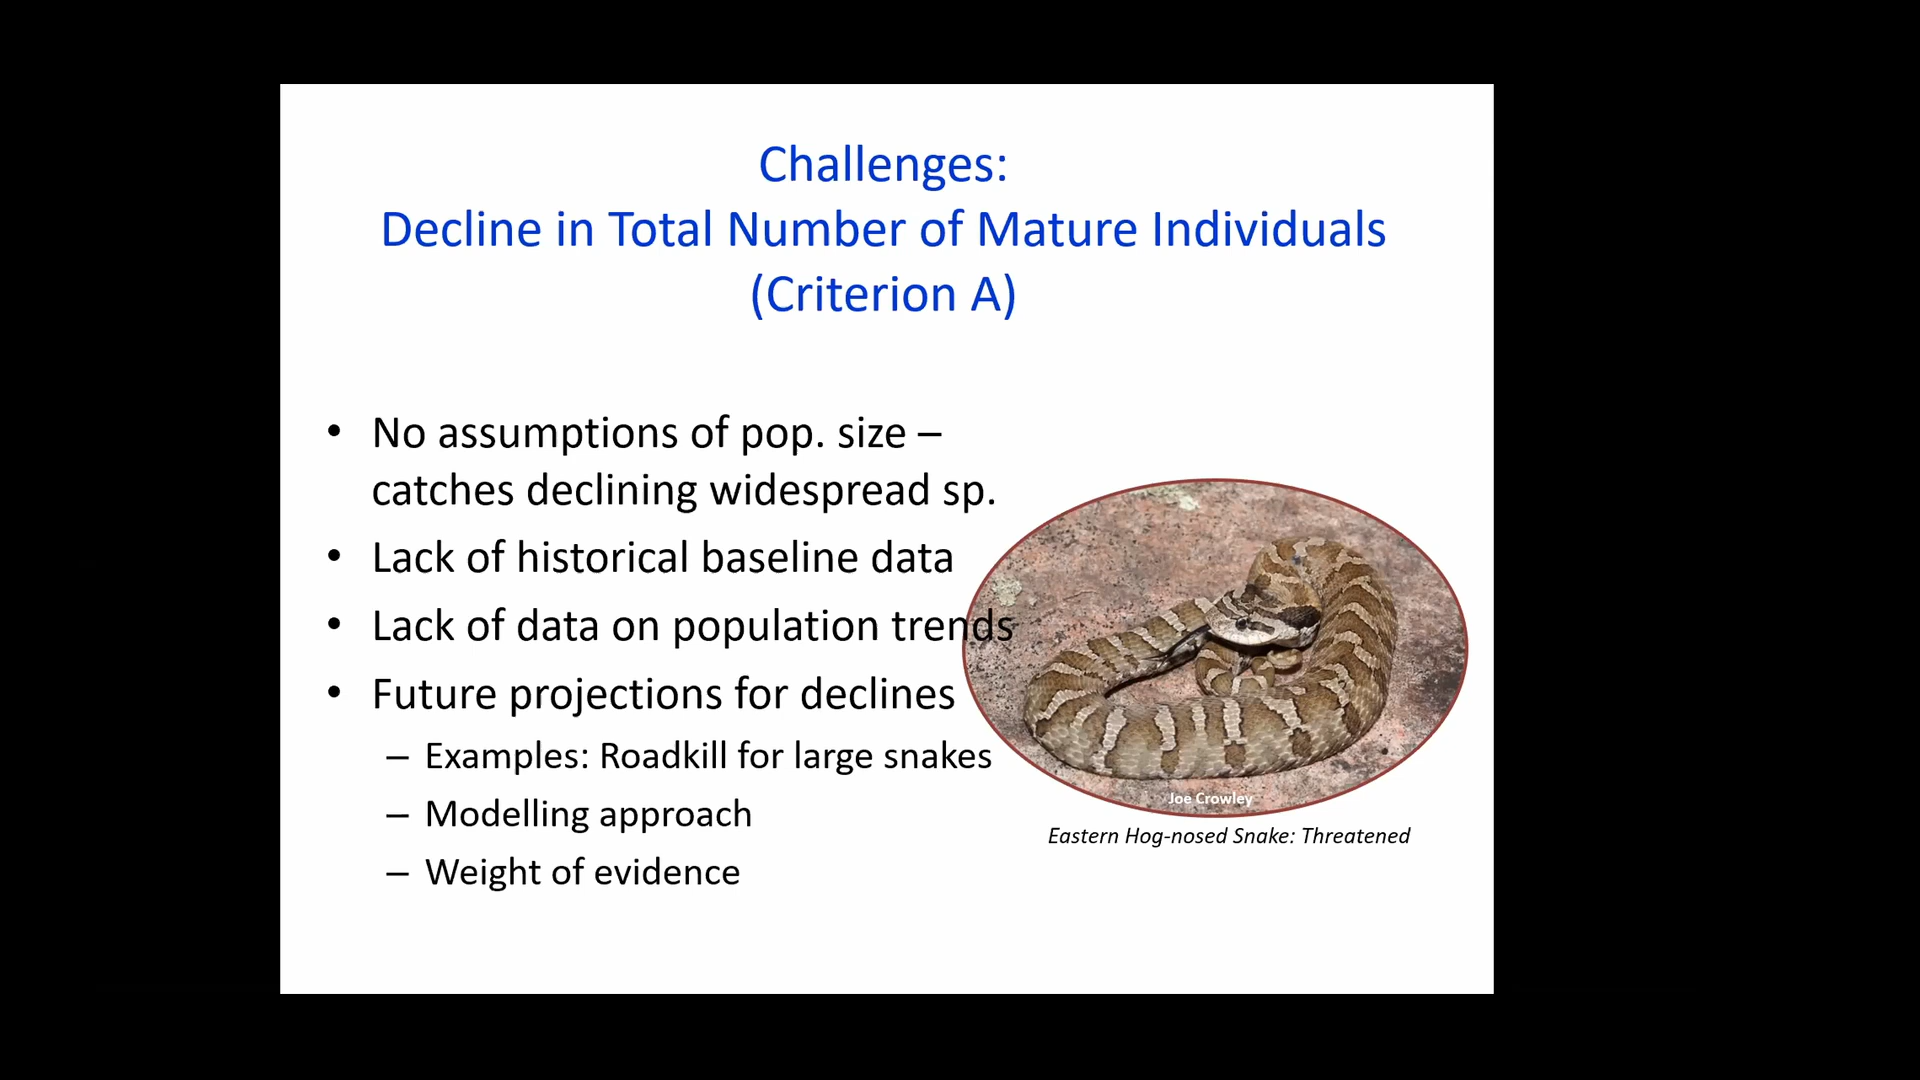 Challenges:
Decline in Total Number of Mature Individuals
(Criterion A)
• No assumptions of pop. size –
catches declining widespread sp.
• Lack of historical baseline data
• Lack of data on population trends
• Future projections for declines
– Examples: Roadkill for large snakes
– Modelling approach
– Weight of evidence
Joe Crowley
Eastern Hog-nosed Snake: Threatened